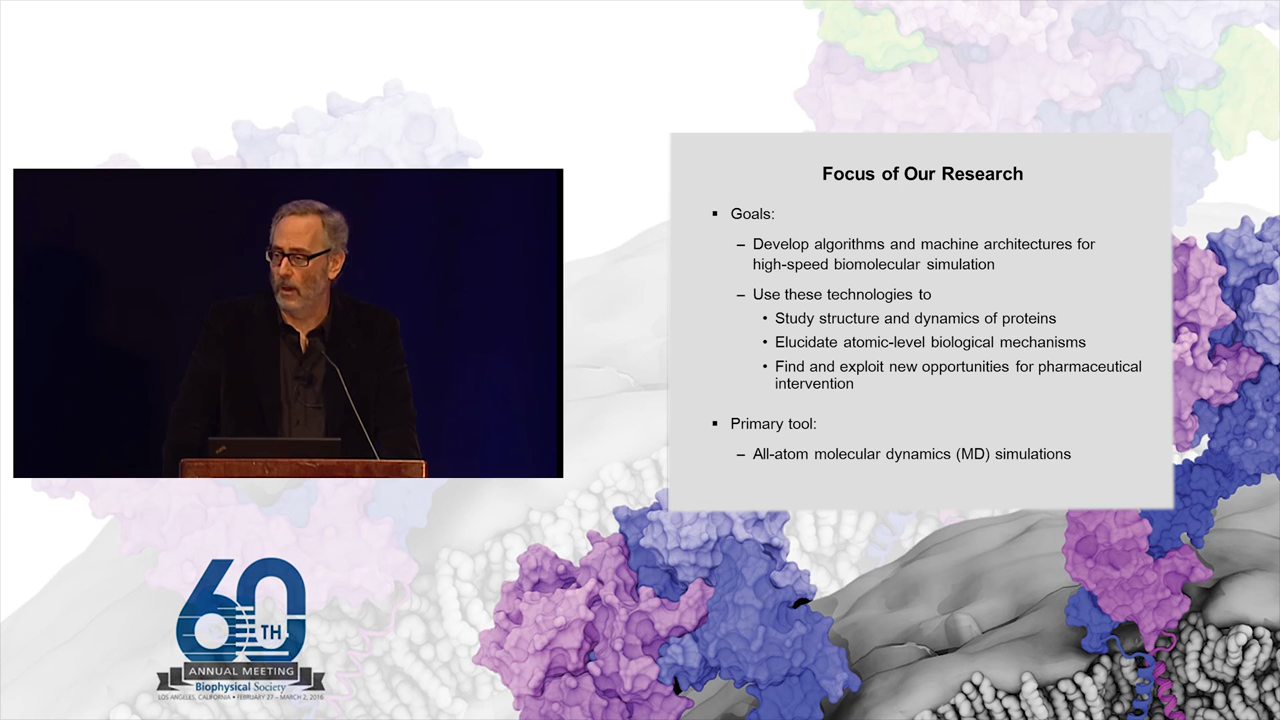 Focus of Our Research
▪ Goals:
– Develop algorithms and machine architectures for
high-speed biomolecular simulation
– Use these technologies to
• Study structure and dynamics of proteins
• Elucidate atomic-level biological mechanisms
• Find and exploit new opportunities for pharmaceutical
intervention
▪ Primary tool:
– All-atom molecular dynamics (MD) simulations
60TH
ANNUAL MEETING
Biophysical Society
LOS ANGELES, CALIFORNIA • FEBRUARY 27 – MARCH 2, 2016